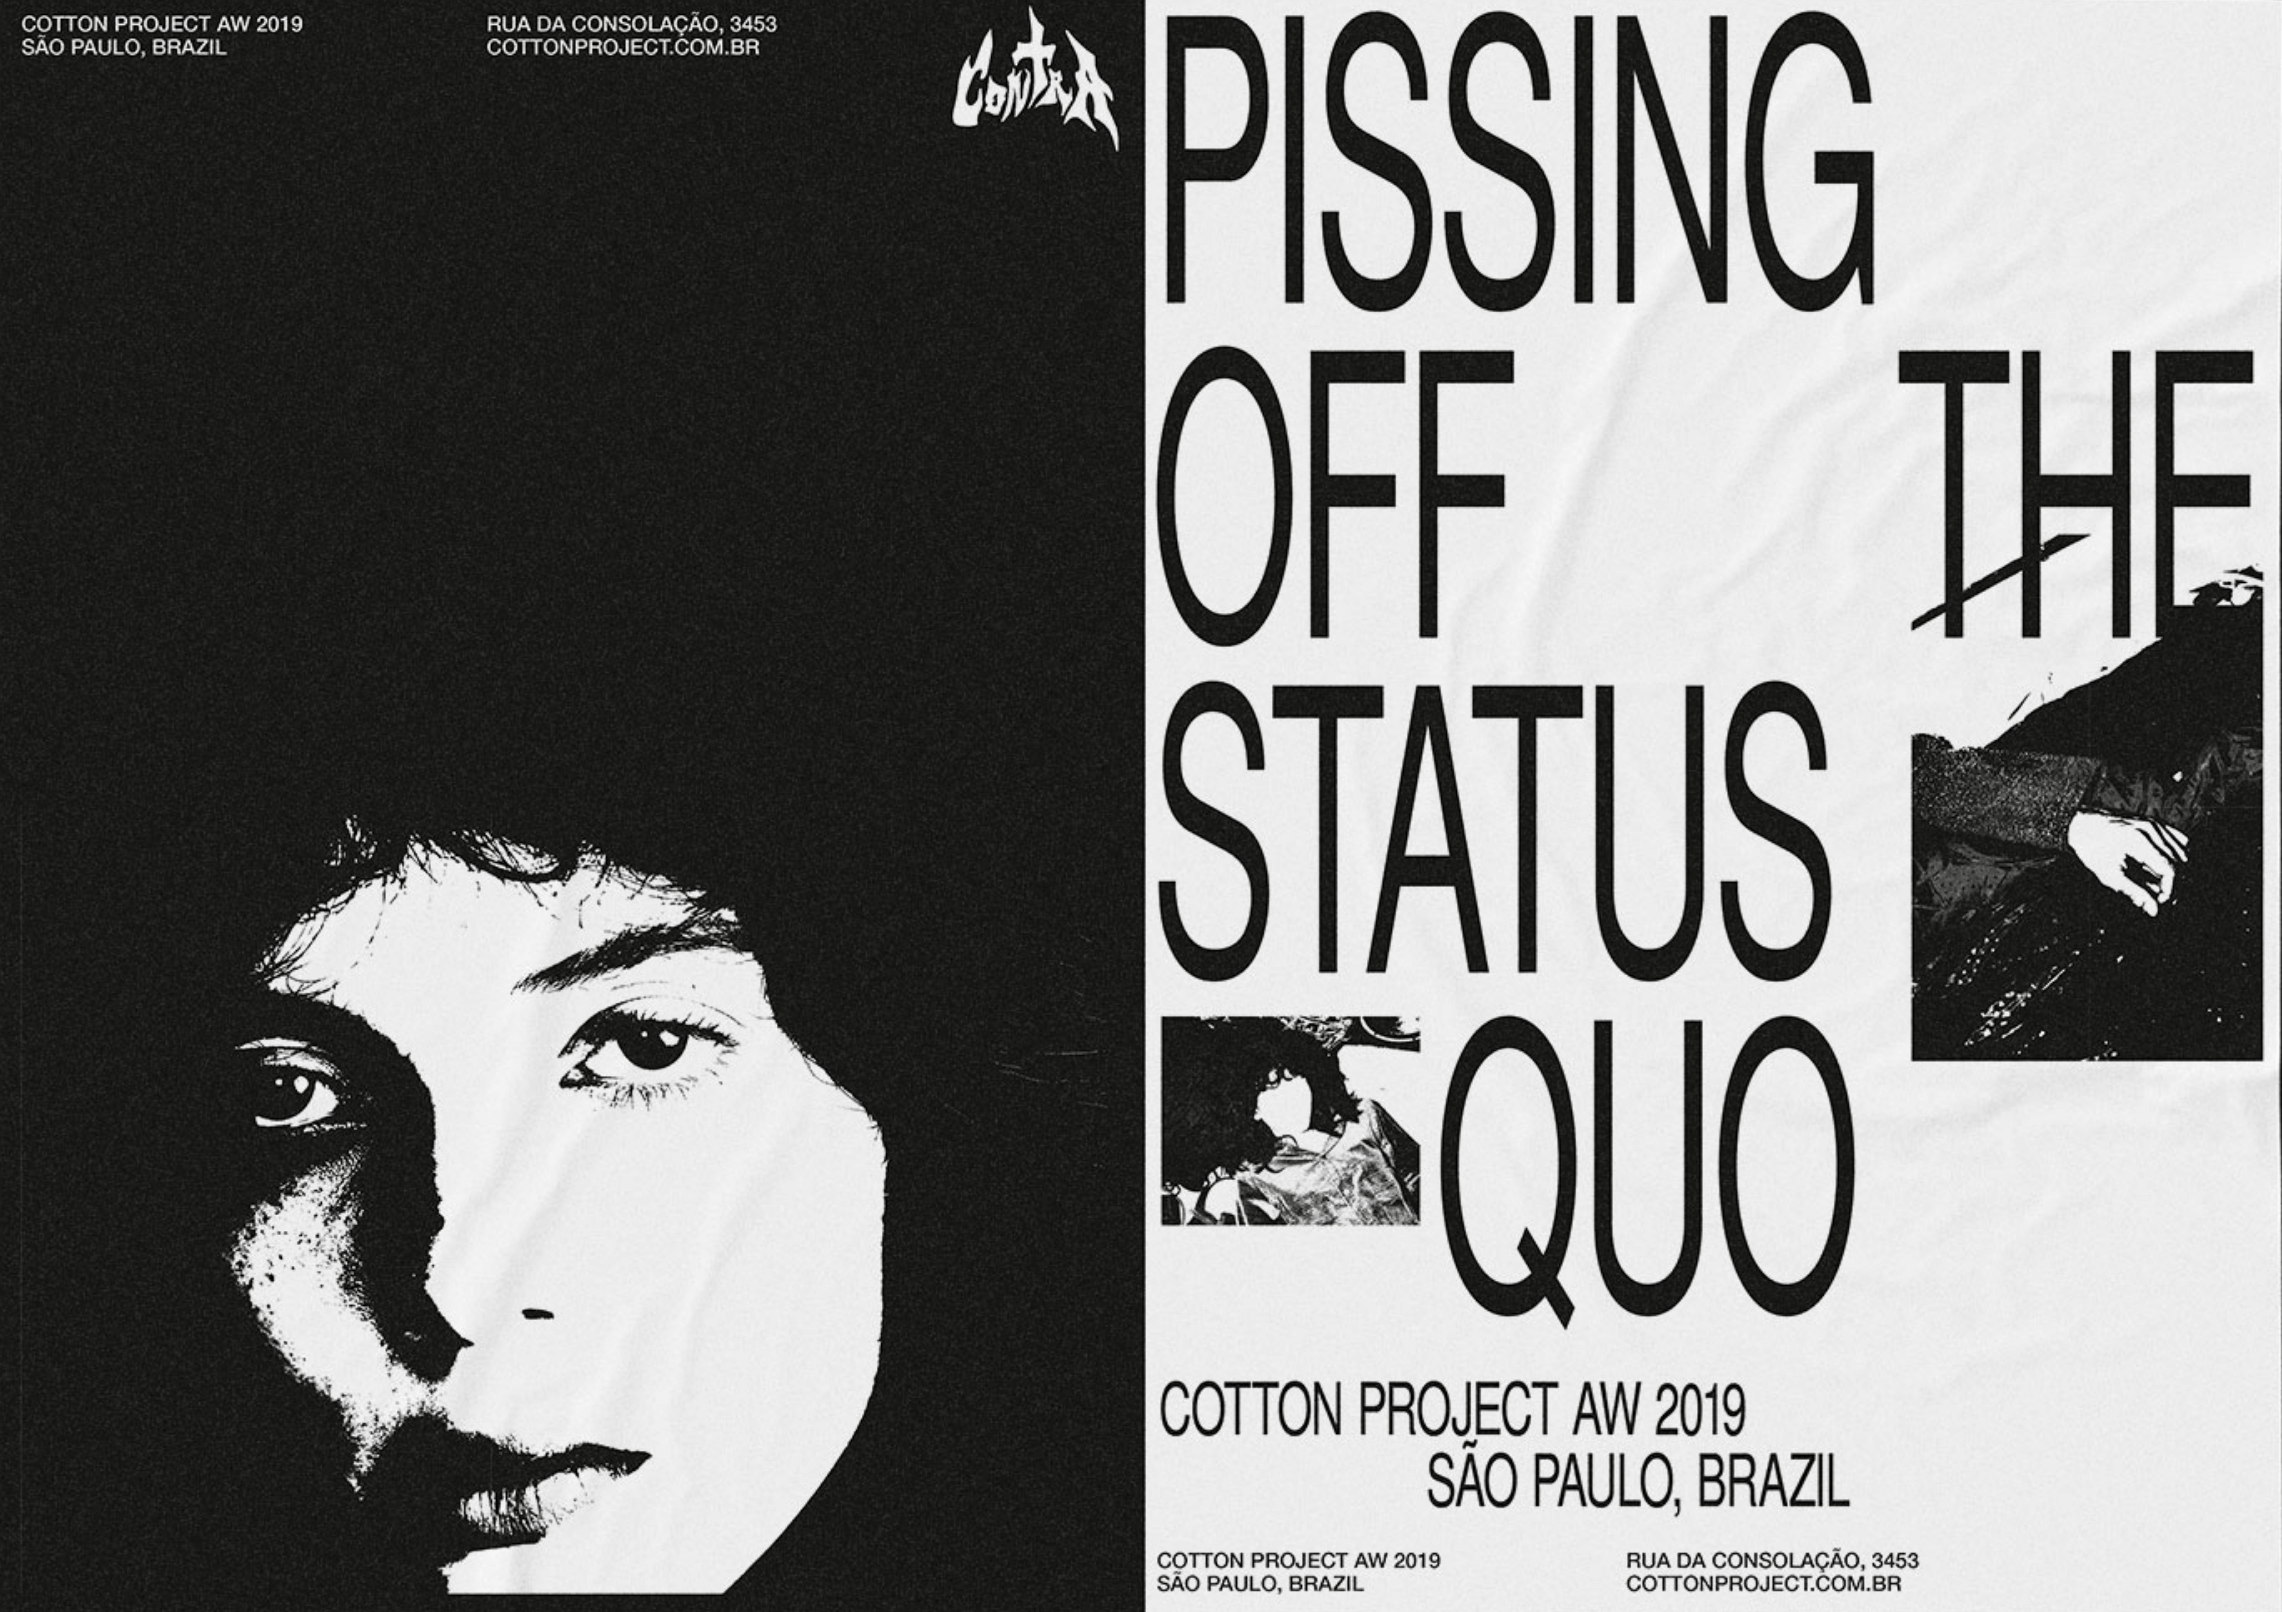 COTTON PROJECT AW 2019
SÃO PAULO, BRAZIL
RUA DA CONSOLAÇÃO, 3453
COTTONPROJECT.COM.BR
CONTRA
PISSING
OFF THE
STATUS
QUO
COTTON PROJECT AW 2019
SÃO PAULO, BRAZIL
COTTON PROJECT AW 2019
SÃO PAULO, BRAZIL
RUA DA CONSOLAÇÃO, 3453
COTTONPROJECT.COM.BR